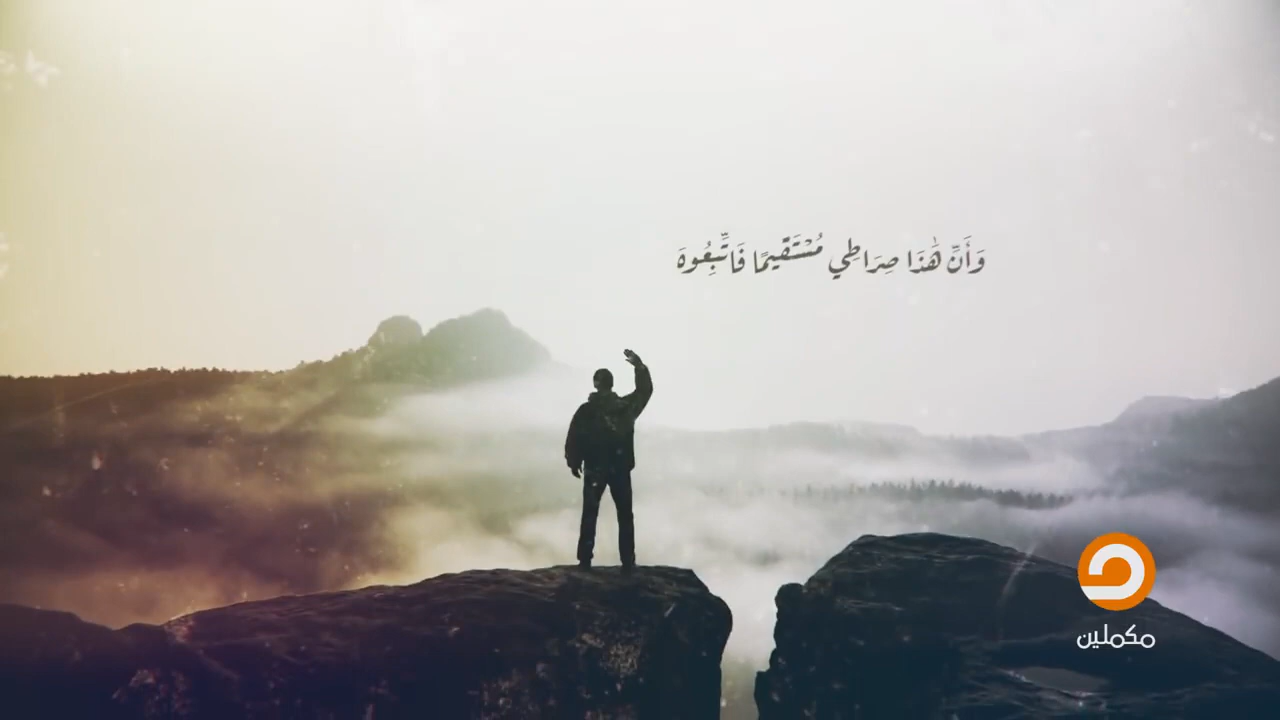 وَأَنَّ هَٰذَا صِرَاطِي مُسْتَقِيمًا فَاتَّبِعُوهُ
مكملين